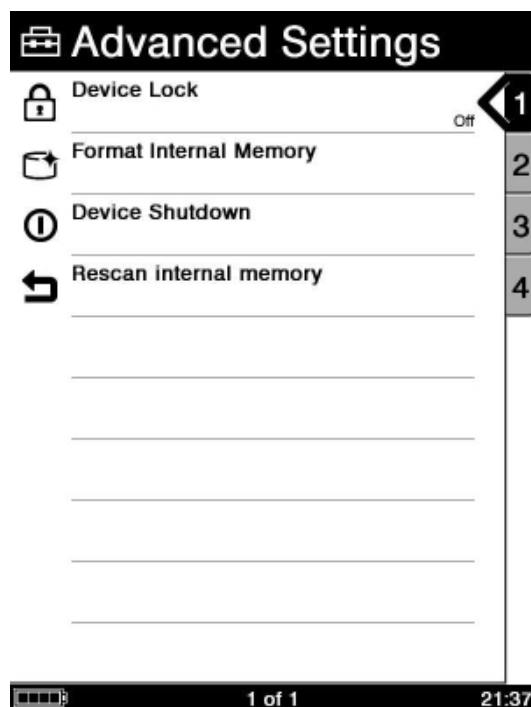 Advanced Settings
Device Lock
Off
Format Internal Memory
Device Shutdown
Rescan internal memory
1
2
3
4
1 of 1
21:37